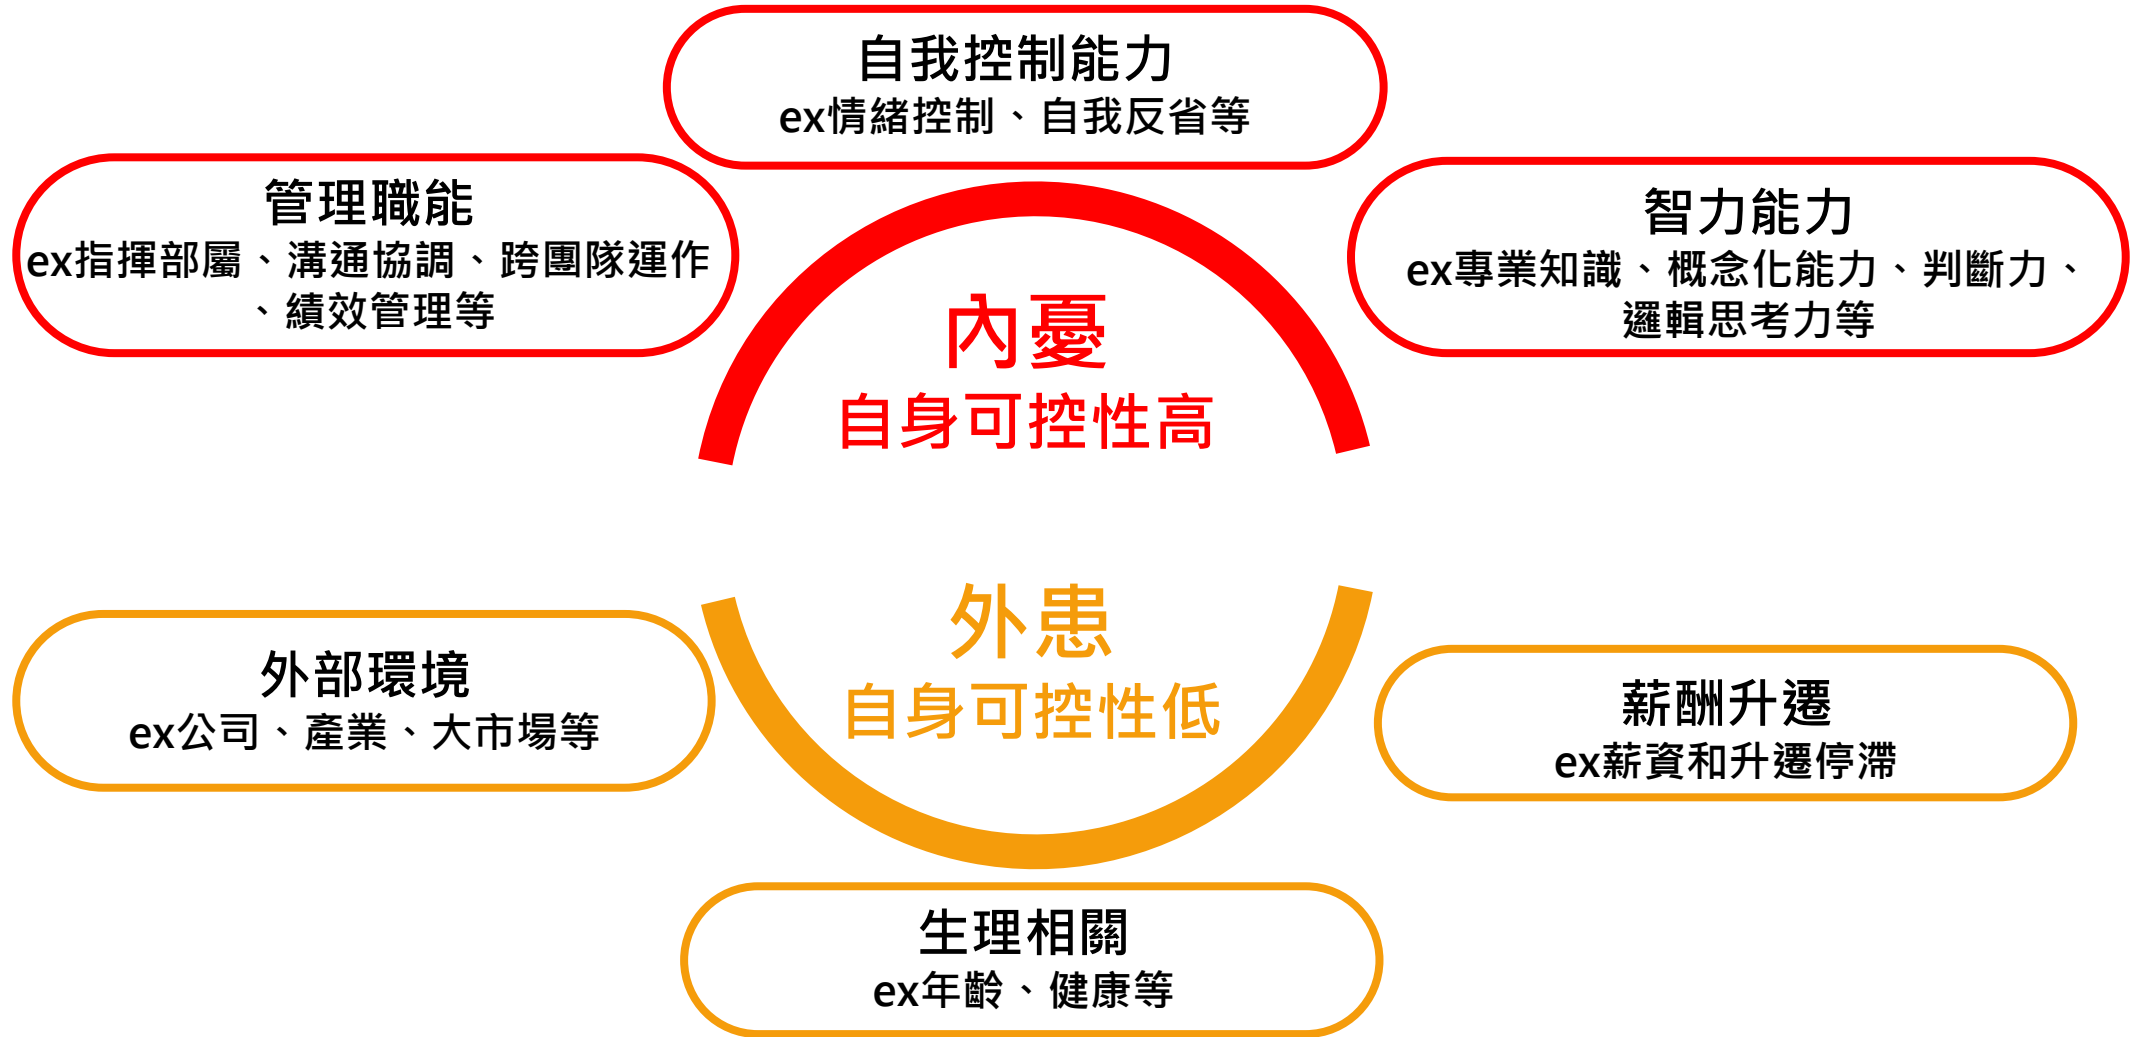 自我控制能力
ex情緒控制、自我反省等
管理職能
ex指揮部屬、溝通協調、跨團隊運作
、績效管理等
智力能力
ex專業知識、概念化能力、判斷力、
邏輯思考力等
內憂
自身可控性高
外患
自身可控性低
外部環境
ex公司、產業、大市場等
薪酬升遷
ex薪資和升遷停滯
生理相關
ex年齡、健康等